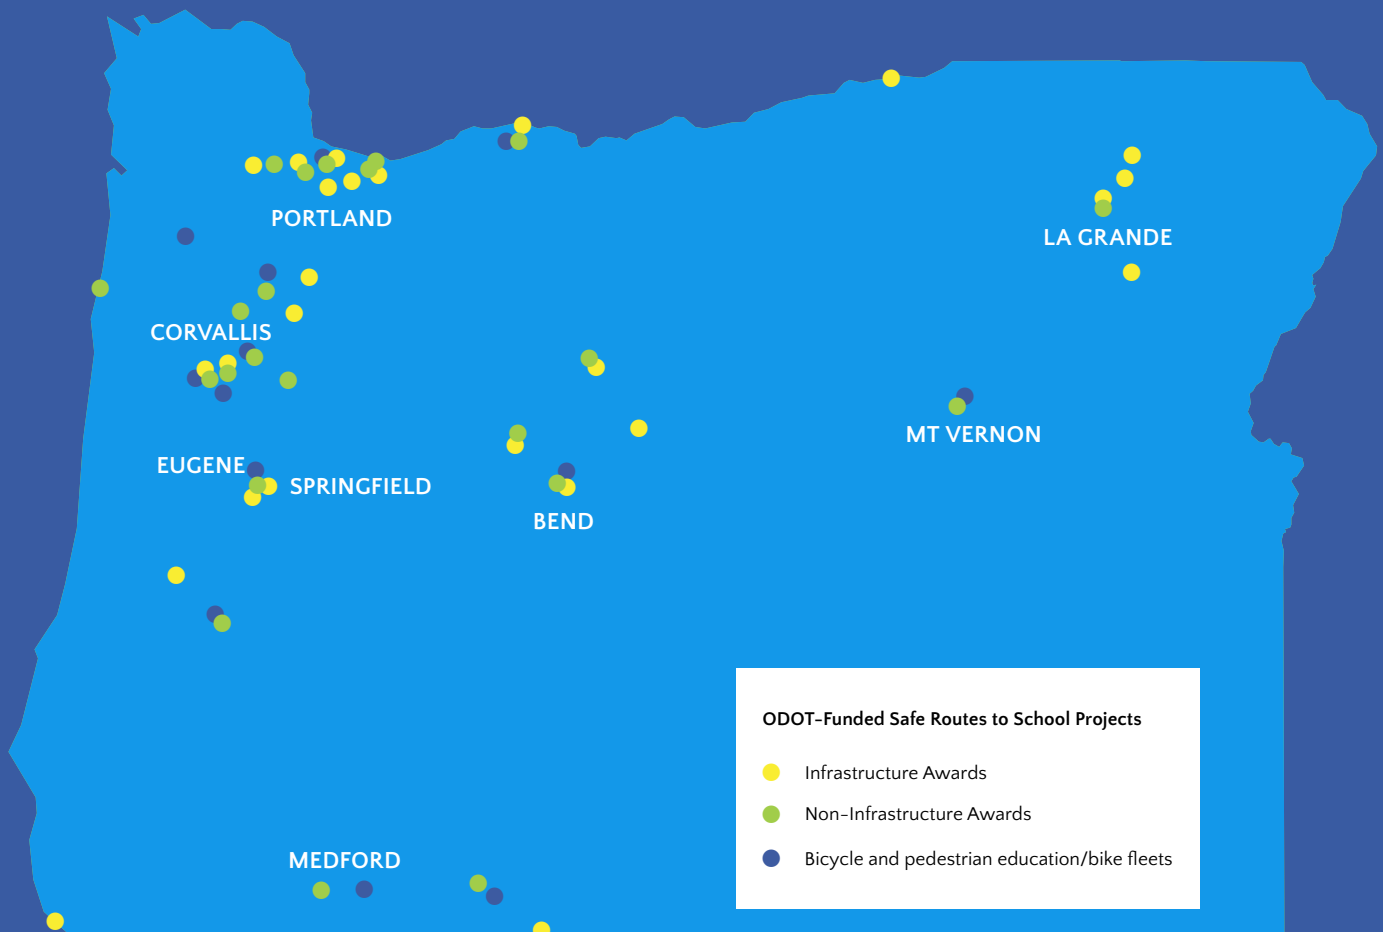 PORTLAND
LA GRANDE
CORVALLIS
MT VERNON
EUGENE
SPRINGFIELD
BEND
ODOT-Funded Safe Routes to School Projects
Infrastructure Awards
Non-Infrastructure Awards
Bicycle and pedestrian education/bike fleets
MEDFORD